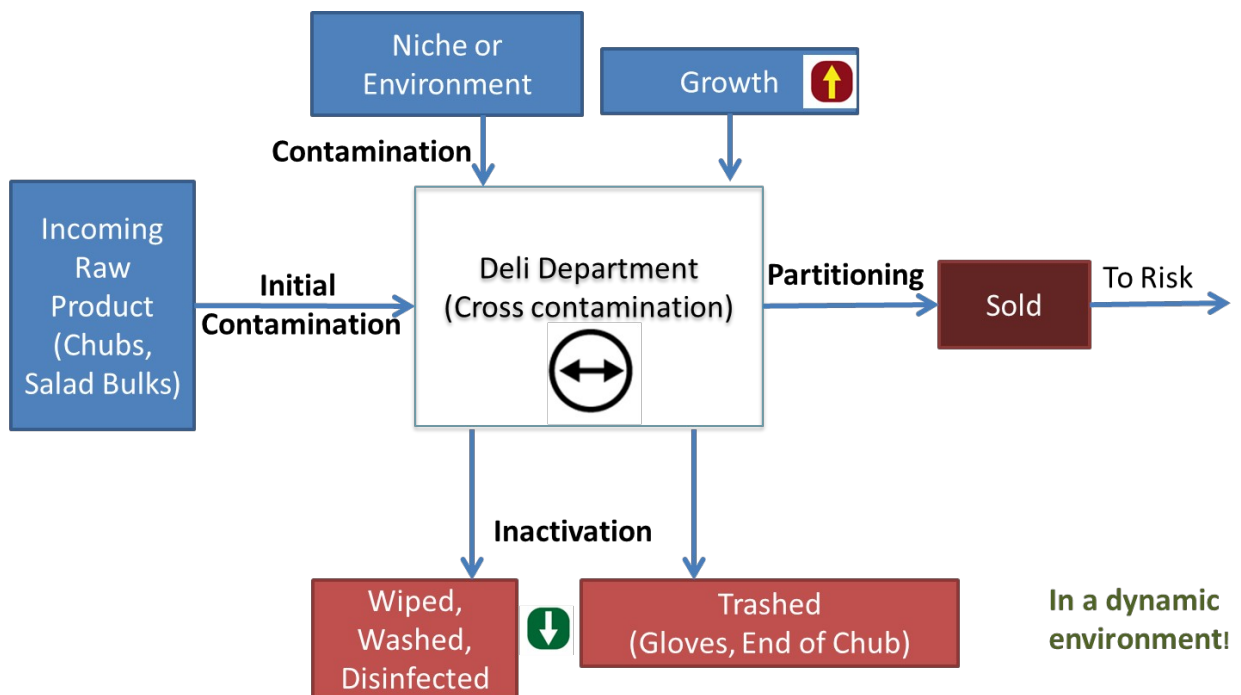 Niche or
Environment
Growth
Contamination
Incoming
Raw
Product
(Chubs,
Salad Bulks)
Initial
Contamination
Deli Department
(Cross contamination)
Partitioning
Sold
To Risk
Inactivation
Wiped,
Washed,
Disinfected
Trashed
(Gloves, End of Chub)
In a dynamic
environment!